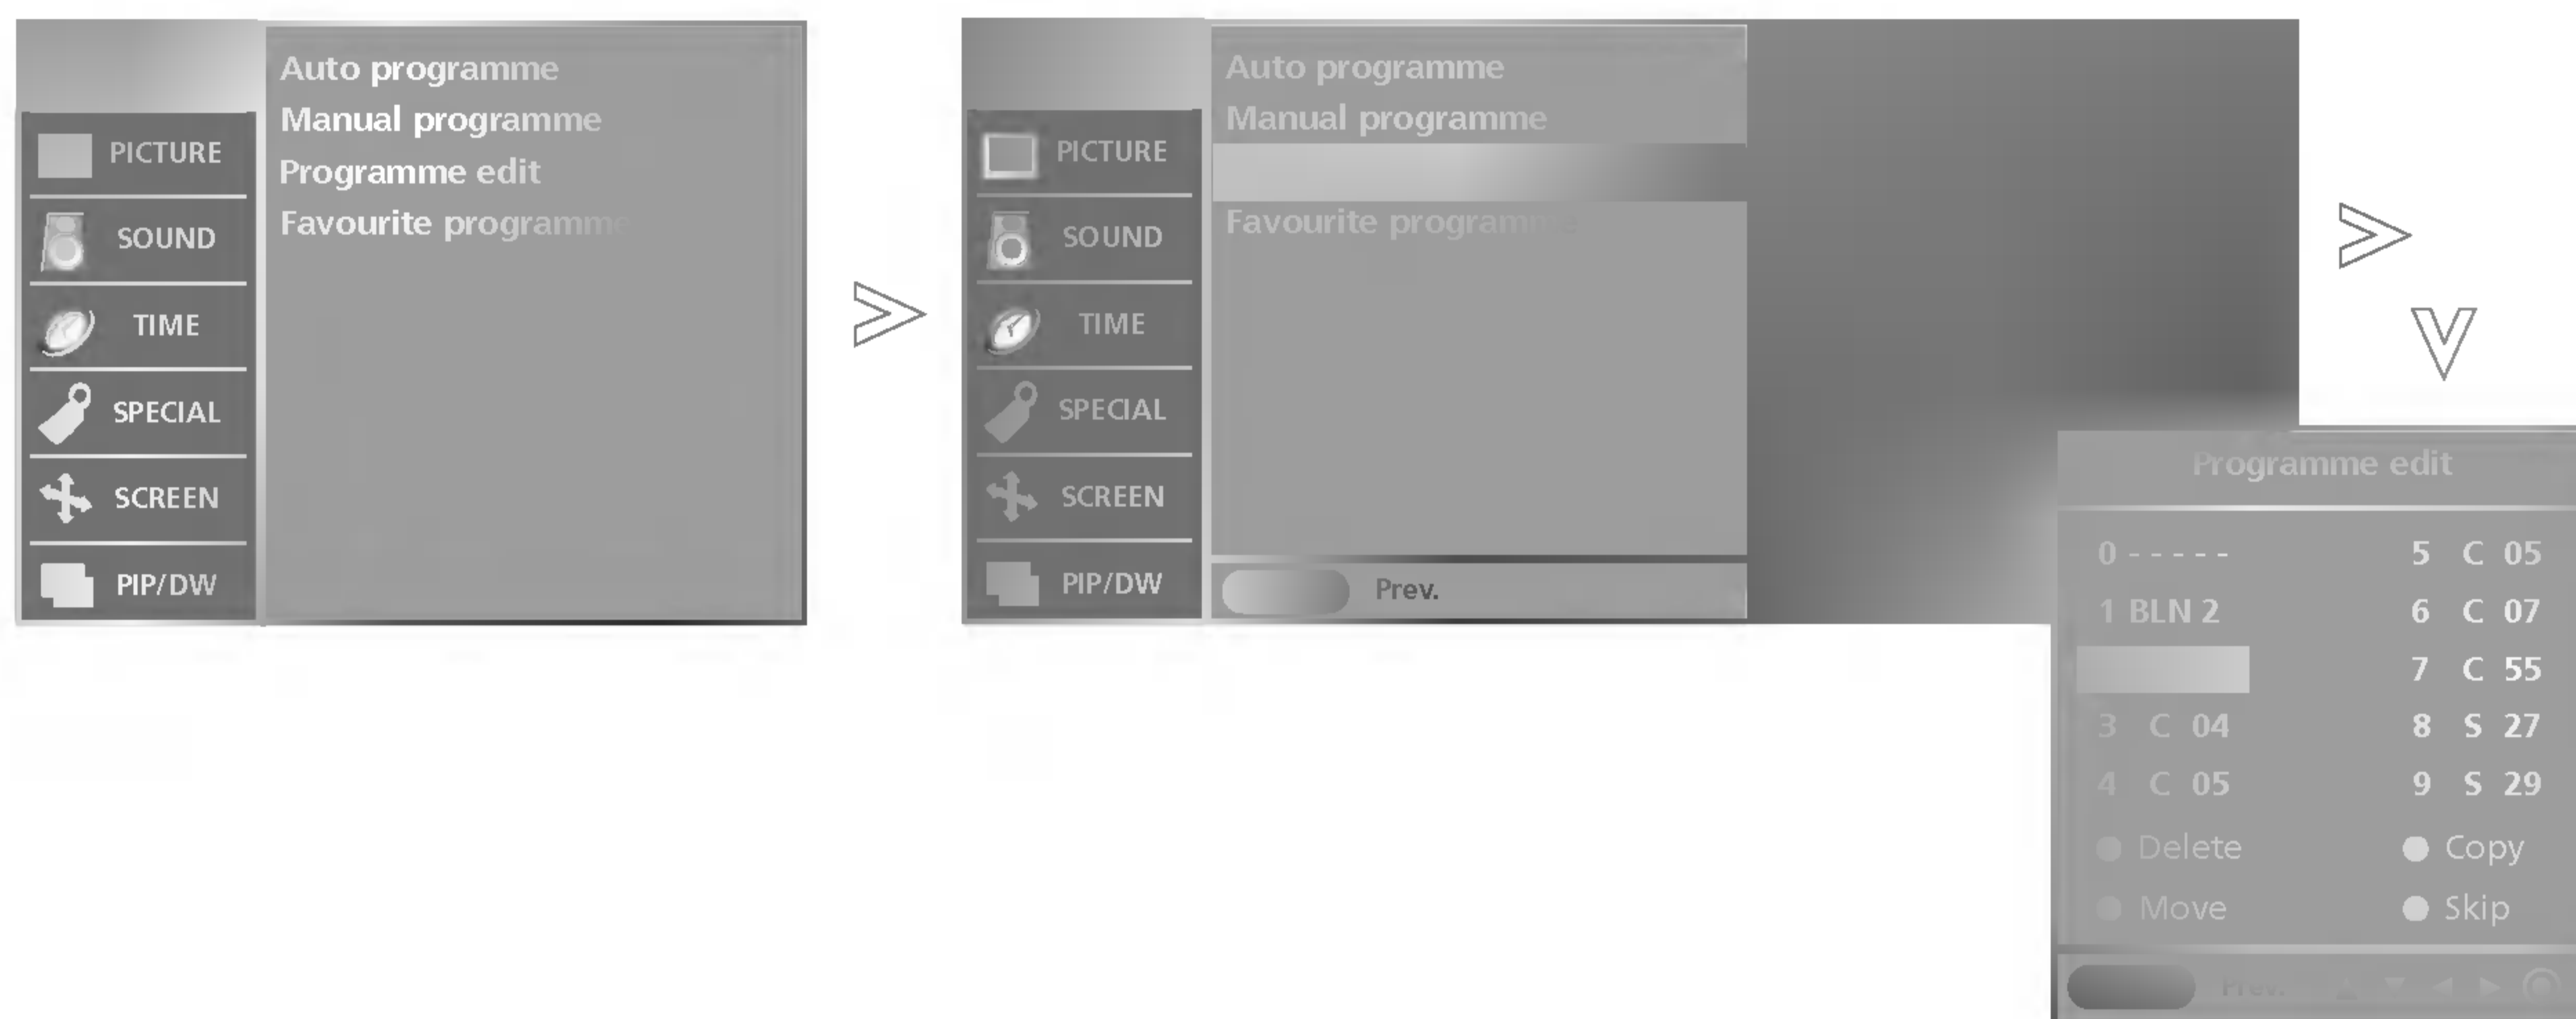 Auto programme
Manual programme
Programme edit
Favourite programme
PICTURE
SOUND
TIME
SPECIAL
SCREEN
PIP/DW
Auto programme
Manual programme
Favourite programme
PICTURE
SOUND
TIME
SPECIAL
SCREEN
PIP/DW
Prev.
Programme edit
0 - - - - - 5 C 05
1 BLN 2 6 C 07
7 C 55
3 C 04 8 S 27
4 C 05 9 S 29
Delete Copy
Move Skip
Prev.